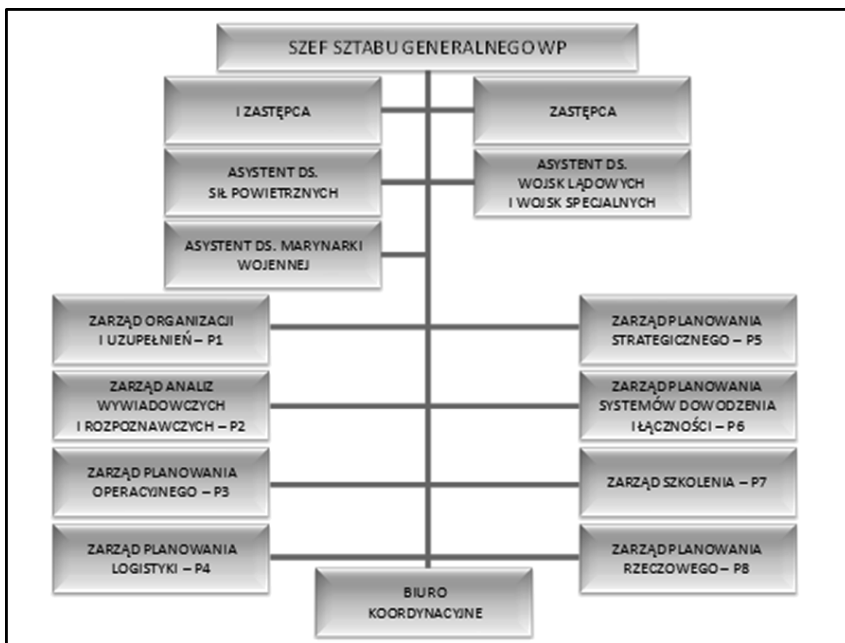 SZEF SZTABU GENERALNEGO WP
I ZASTĘPCA
ZASTĘPCA
ASYSTENT DS.
SIŁ POWIETRZNYCH
ASYSTENT DS.
WOJSK LĄDOWYCH
I WOJSK SPECJALNYCH
ASYSTENT DS. MARYNARKI
WOJENNEJ
ZARZĄD ORGANIZACJI
I UZUPEŁNIEŃ – P1
ZARZĄD PLANOWANIA
STRATEGICZNEGO – P5
ZARZĄD ANALIZ
WYWIADOWCZYCH
I ROZPOZNAWCZYCH – P2
ZARZĄD PLANOWANIA
SYSTEMÓW DOWODZENIA
I ŁĄCZNOŚCI – P6
ZARZĄD PLANOWANIA
OPERACYJNEGO – P3
ZARZĄD SZKOLENIA – P7
ZARZĄD PLANOWANIA
LOGISTYKI – P4
ZARZĄD PLANOWANIA
RZECZOWEGO – P8
BIURO
KOORDYNACYJNE